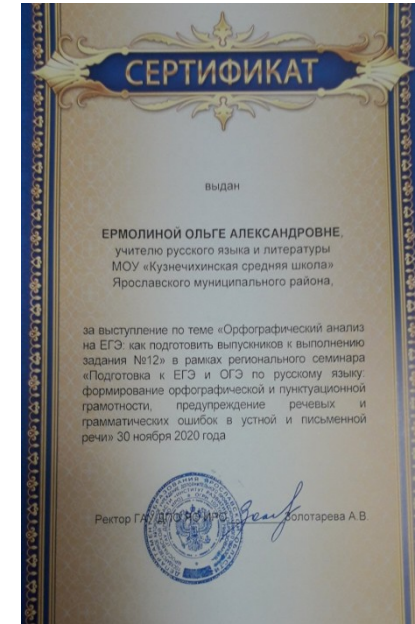 СЕРТИФИКАТ
выдан
ЕРМОЛИНОЙ ОЛЬГЕ АЛЕКСАНДРОВНЕ,
учителю русского языка и литературы
МОУ «Кузнечихинская средняя школа»
Ярославского муниципального района,
за выступление по теме «Орфографический анализ
на ЕГЭ: как подготовить выпускников к выполнению
задания №12» в рамках регионального семинара
«Подготовка к ЕГЭ и ОГЭ по русскому языку:
формирование орфографической и пунктуационной
грамотности, предупреждение речевых и
грамматических ошибок в устной и письменной
речи» 30 ноября 2020 года
Ректор ГАУ ДПО ЯО ИРО Золотарева А.В.